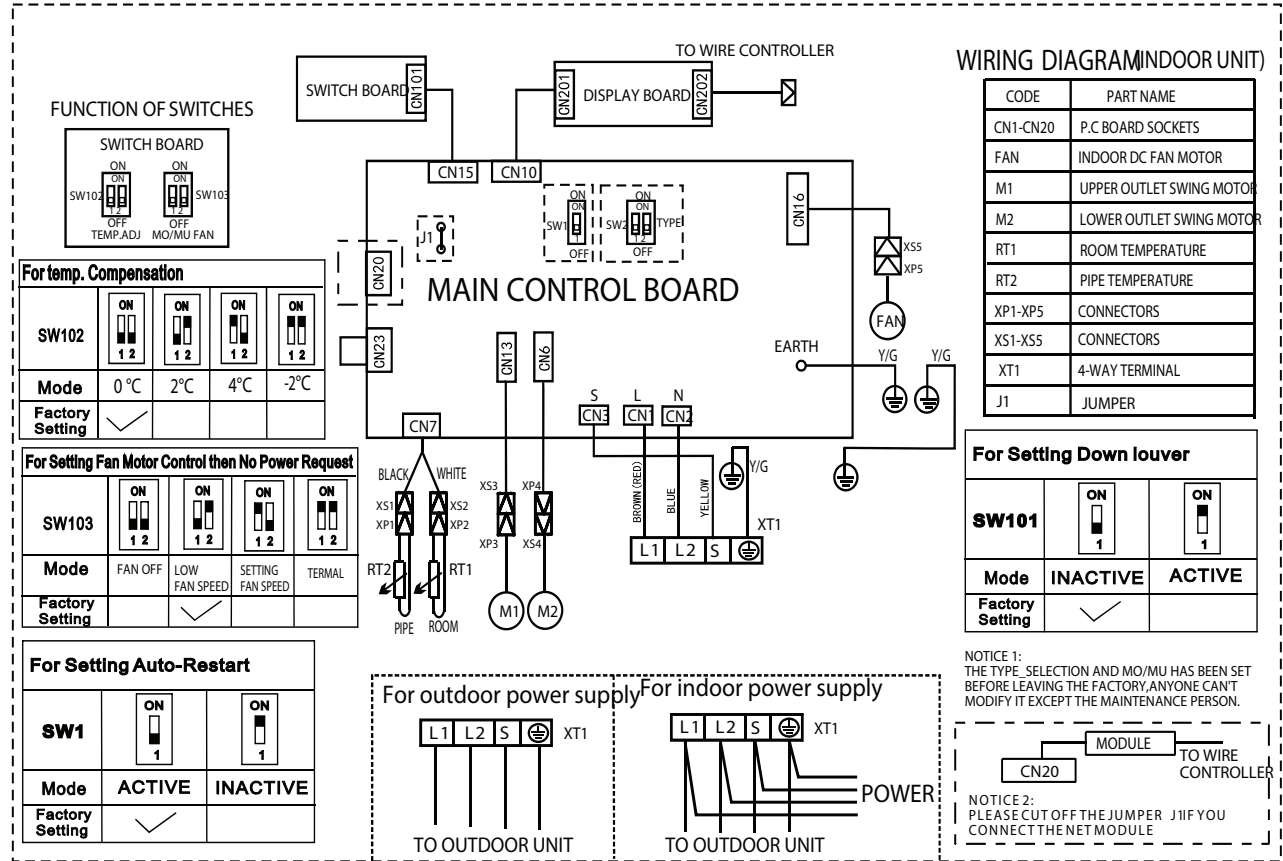 WIRING DIAGRAM(INDOOR UNIT)
TO WIRE CONTROLLER
SWITCH BOARD
CN101
CN201
DISPLAY BOARD
CN202
FUNCTION OF SWITCHES
SWITCH BOARD
ON ON
ON ON
SW102 SW103
1 2 1 2
OFF OFF
TEMP.ADJ MO/MU FAN
CN15
CN10
J1
CN20
CN23
ON
ON
SW1
1
OFF
ON
ON
SW2 TYPE
1 2
OFF
CN16
MAIN CONTROL BOARD
XS5
XP5
FAN
EARTH
Y/G
Y/G
CN13
CN6
CN7
S L N
CN3 CN1 CN2
Y/G
BLACK WHITE
XS1 XS2
XP1 XP2
RT2 RT1
PIPE ROOM
XS3 XP4
XP3 XS4
M1 M2
BROWN(RED)
BLUE
YELLOW
XT1
L1 L2 S
For temp. Compensation
SW102
ON ON ON ON
1 2 1 2 1 2 1 2
Mode 0 °C 2°C 4°C -2°C
Factory
Setting
For Setting Fan Motor Control then No Power Request
SW103
ON ON ON ON
1 2 1 2 1 2 1 2
Mode FAN OFF LOW FAN SPEED SETTING FAN SPEED TERMAL
Factory
Setting
For Setting Auto-Restart
SW1
ON ON
1 1
Mode ACTIVE INACTIVE
Factory
Setting
For outdoor power supply
L1 L2 S XT1
TO OUTDOOR UNIT
For indoor power supply
L1 L2 S XT1
POWER
TO OUTDOOR UNIT
CODE PART NAME
CN1-CN20 P.C BOARD SOCKETS
FAN INDOOR DC FAN MOTOR
M1 UPPER OUTLET SWING MOTOR
M2 LOWER OUTLET SWING MOTOR
RT1 ROOM TEMPERATURE
RT2 PIPE TEMPERATURE
XP1-XP5 CONNECTORS
XS1-XS5 CONNECTORS
XT1 4-WAY TERMINAL
J1 JUMPER
For Setting Down louver
SW101
ON ON
1 1
Mode INACTIVE ACTIVE
Factory
Setting
NOTICE 1:
THE TYPE_SELECTION AND MO/MU HAS BEEN SET
BEFORE LEAVING THE FACTORY,ANYONE CAN'T
MODIFY IT EXCEPT THE MAINTENANCE PERSON.
MODULE
CN20
TO WIRE
CONTROLLER
NOTICE 2:
PLEASE CUT OFF THE JUMPER J1IF YOU
CONNECT THE NET MODULE